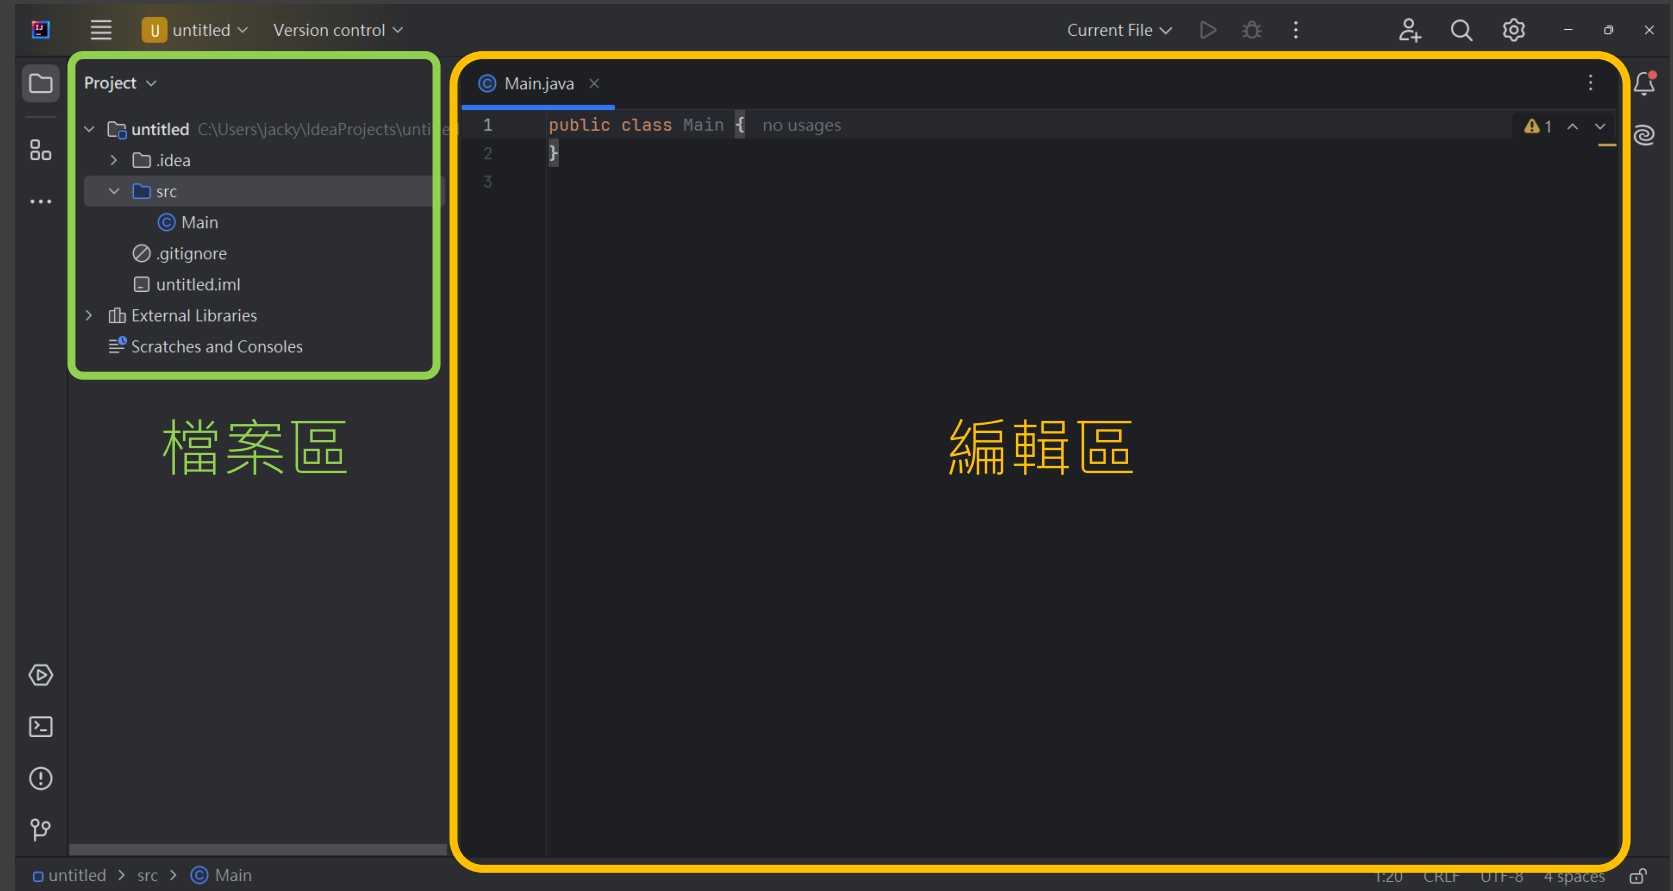 U untitled Version control Current File
Project
untitled C:\Users\jacky\IdeaProjects\untitled
.idea
src
Main
.gitignore
untitled.iml
External Libraries
Scratches and Consoles
檔案區
Main.java
1 public class Main { no usages
2 }
3
1
編輯區
untitled > src > Main
1:20 CRLF UTF-8 4 spaces